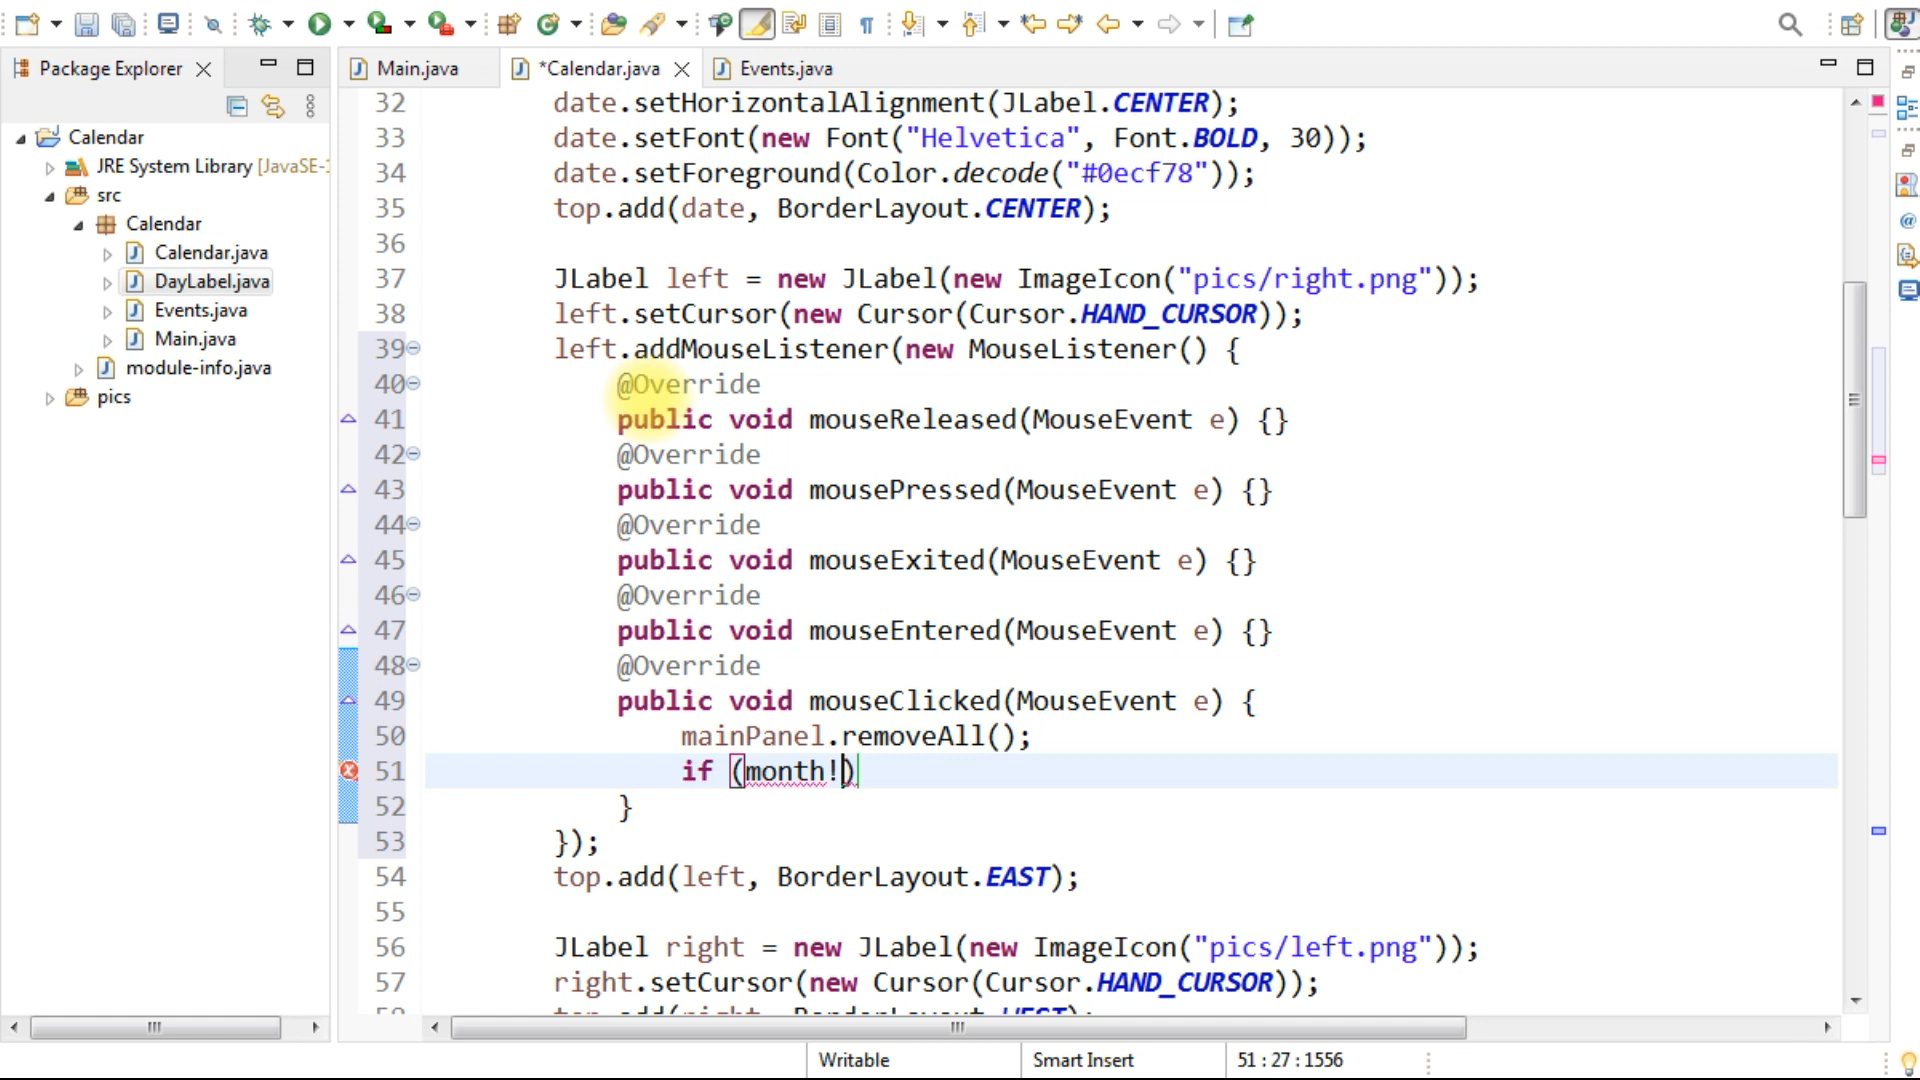 Package Explorer
Main.java
*Calendar.java
Events.java
Calendar
JRE System Library [JavaSE-1
src
Calendar
Calendar.java
DayLabel.java
Events.java
Main.java
module-info.java
pics
32 date.setHorizontalAlignment(JLabel.CENTER);
33 date.setFont(new Font("Helvetica", Font.BOLD, 30));
34 date.setForeground(Color.decode("#0ecf78"));
35 top.add(date, BorderLayout.CENTER);
36
37 JLabel left = new JLabel(new ImageIcon("pics/right.png"));
38 left.setCursor(new Cursor(Cursor.HAND_CURSOR));
39 left.addMouseListener(new MouseListener() {
40 @Override
41 public void mouseReleased(MouseEvent e) {}
42 @Override
43 public void mousePressed(MouseEvent e) {}
44 @Override
45 public void mouseExited(MouseEvent e) {}
46 @Override
47 public void mouseEntered(MouseEvent e) {}
48 @Override
49 public void mouseClicked(MouseEvent e) {
50 mainPanel.removeAll();
51 if (month!)
52 }
53 });
54 top.add(left, BorderLayout.EAST);
55
56 JLabel right = new JLabel(new ImageIcon("pics/left.png"));
57 right.setCursor(new Cursor(Cursor.HAND_CURSOR));
Writable
Smart Insert
51 : 27 : 1556